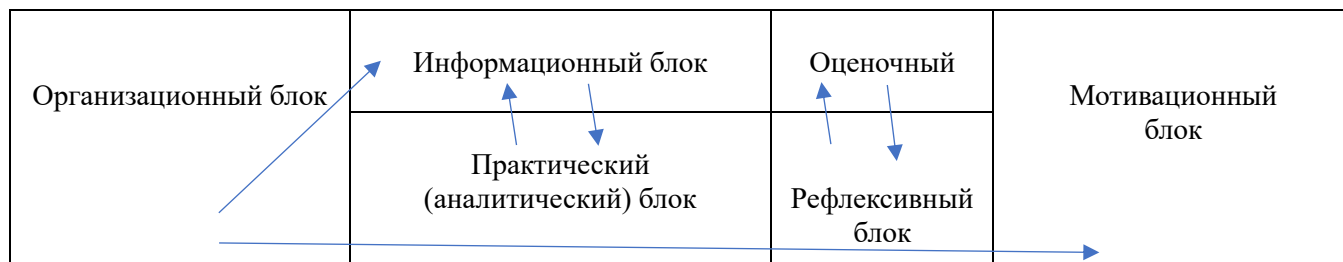 Организационный блок
Информационный блок
Практический
(аналитический) блок
Оценочный
Рефлексивный
блок
Мотивационный
блок